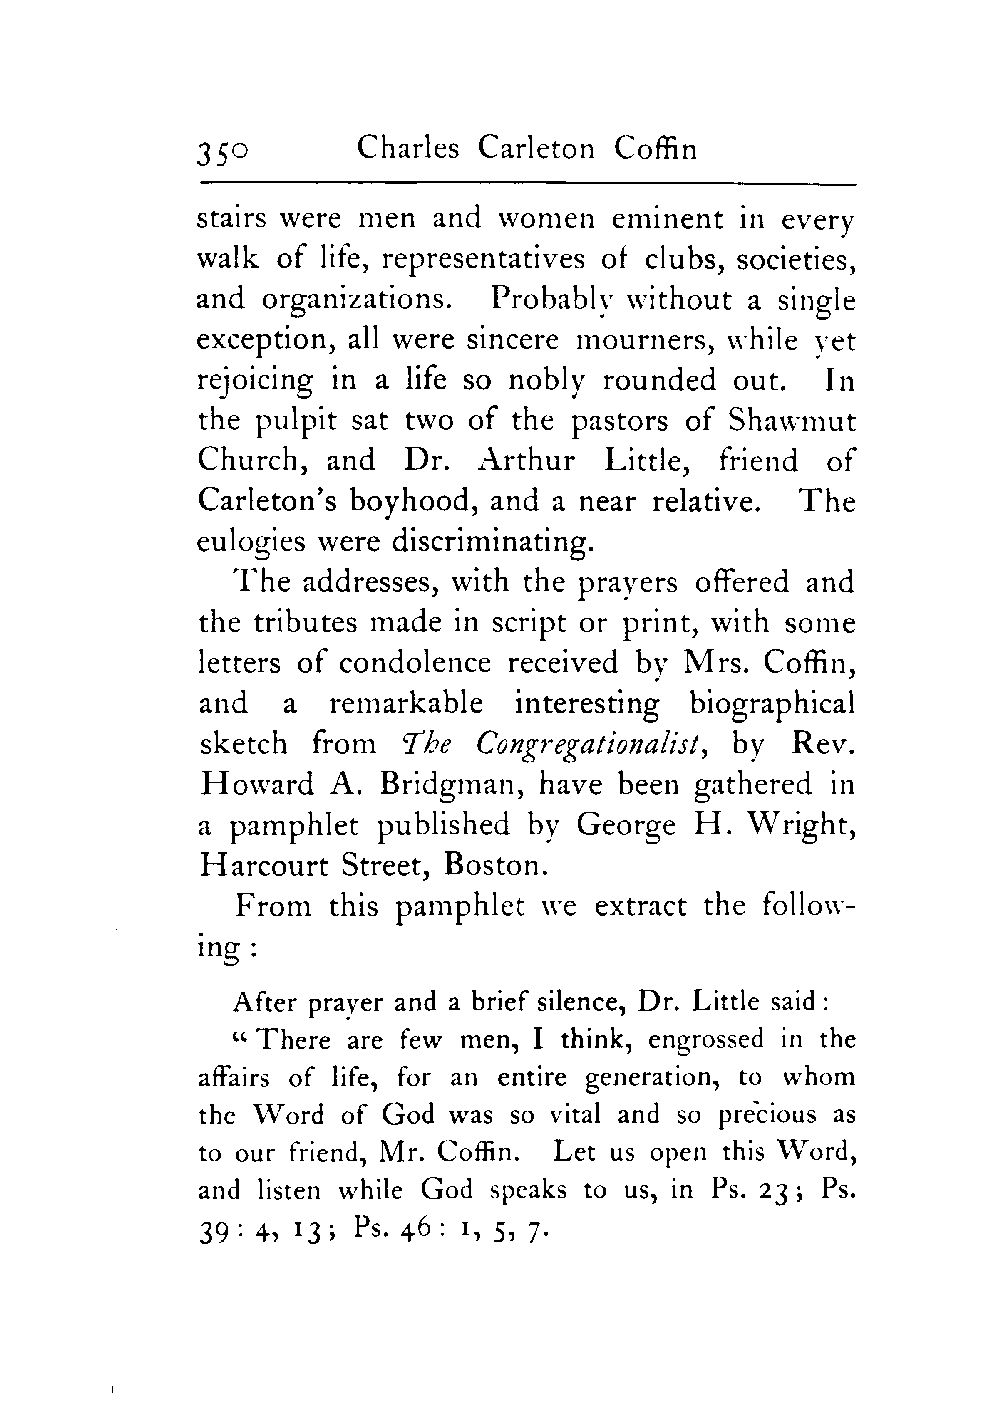 350 Charles Carleton Coffin
stairs were men and women eminent in every
walk of life, representatives of clubs, societies,
and organizations. Probably without a single
exception, all were sincere mourners, while yet
rejoicing in a life so nobly rounded out. In
the pulpit sat two of the pastors of Shawmut
Church, and Dr. Arthur Little, friend of
Carleton's boyhood, and a near relative. The
eulogies were discriminating.
The addresses, with the prayers offered and
the tributes made in script or print, with some
letters of condolence received by Mrs. Coffin,
and a remarkable interesting biographical
sketch from The Congregationalist, by Rev.
Howard A. Bridgman, have been gathered in
a pamphlet published by George H. Wright,
Harcourt Street, Boston.
From this pamphlet we extract the follow-
ing :
After prayer and a brief silence, Dr. Little said :
“ There are few men, I think, engrossed in the
affairs of life, for an entire generation, to whom
the Word of God was so vital and so precious as
to our friend, Mr. Coffin. Let us open this Word,
and listen while God speaks to us, in Ps. 23 ; Ps.
39 : 4, 13 ; Ps. 46 : 1, 5, 7.